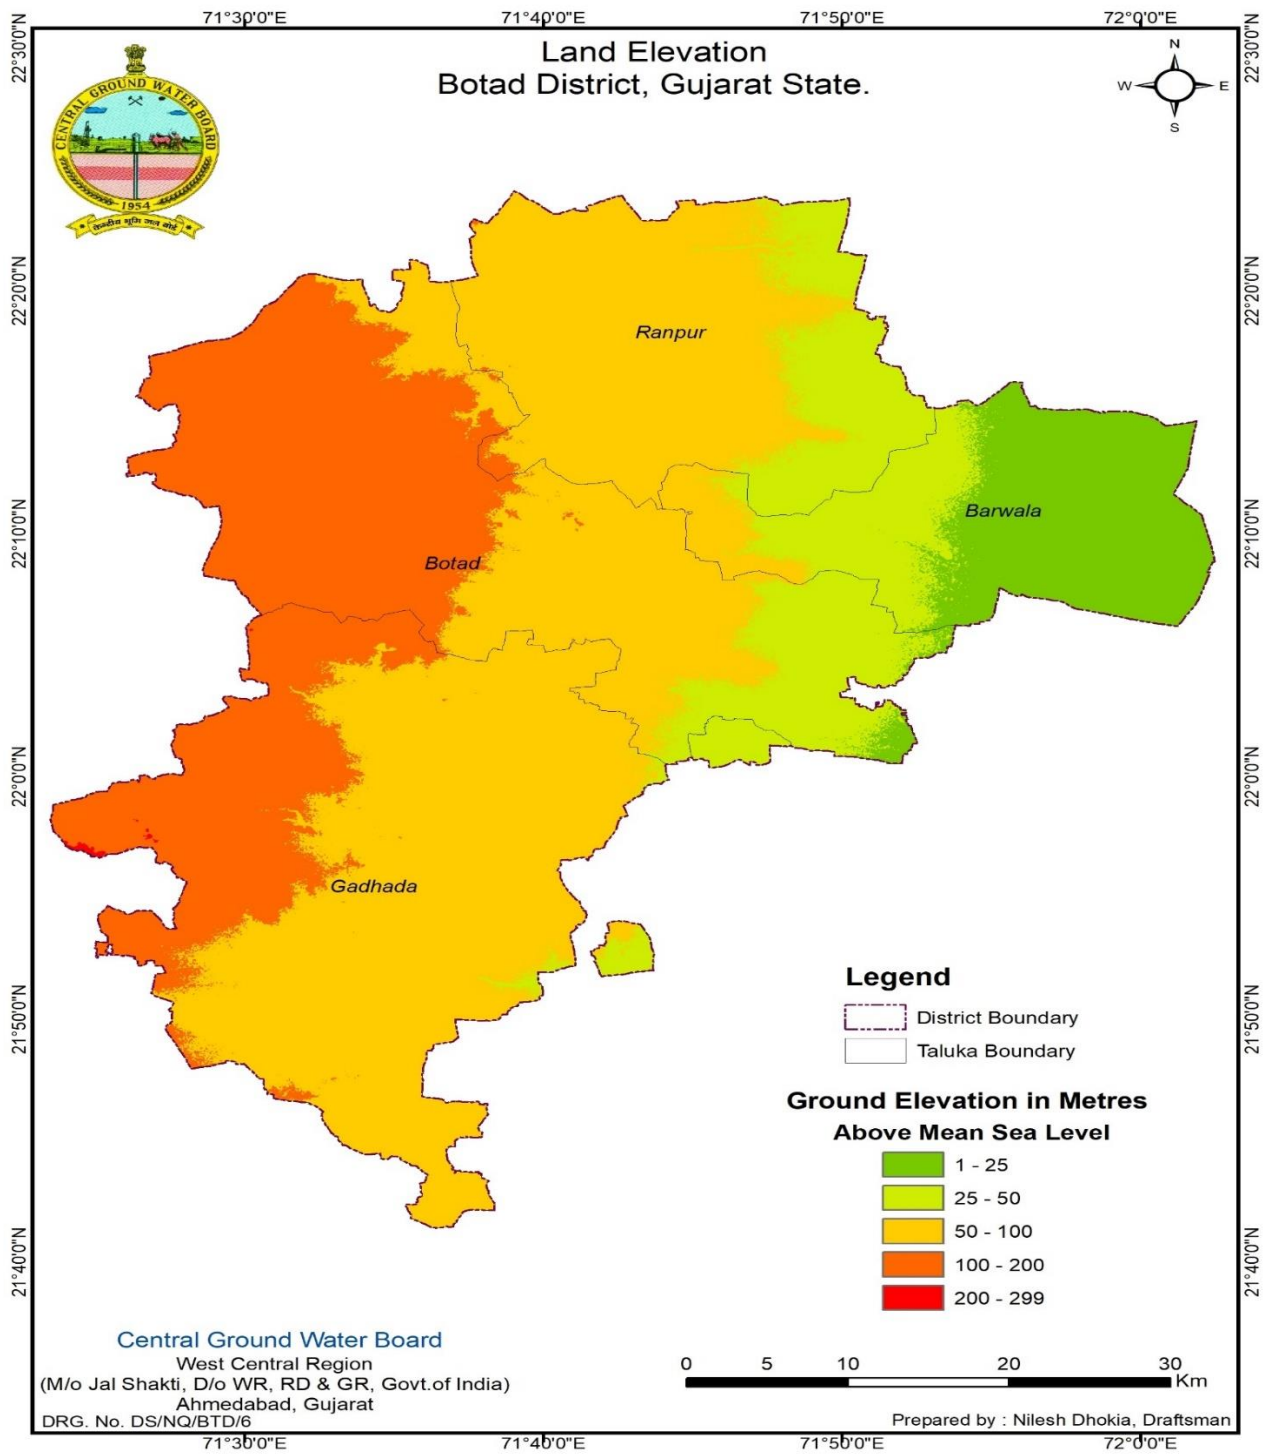 71°30'0"E 71°40'0"E 71°50'0"E 72°0'0"E
Land Elevation
Botad District, Gujarat State.
N
W E
S
CENTRAL GROUND WATER BOARD
1954
केन्द्रीय भूमि जल बोर्ड
22°30'0"N 22°30'0"N
22°20'0"N 22°20'0"N
22°10'0"N 22°10'0"N
22°0'0"N 22°0'0"N
21°50'0"N 21°50'0"N
21°40'0"N 21°40'0"N
Ranpur
Barwala
Botad
Gadhada
Legend
District Boundary
Taluka Boundary
Ground Elevation in Metres
Above Mean Sea Level
1 - 25
25 - 50
50 - 100
100 - 200
200 - 299
Central Ground Water Board
West Central Region
(M/o Jal Shakti, D/o WR, RD & GR, Govt.of India)
Ahmedabad, Gujarat
DRG. No. DS/NQ/BTD/6
0 5 10 20 30
Km
Prepared by : Nilesh Dhokia, Draftsman
71°30'0"E 71°40'0"E 71°50'0"E 72°0'0"E